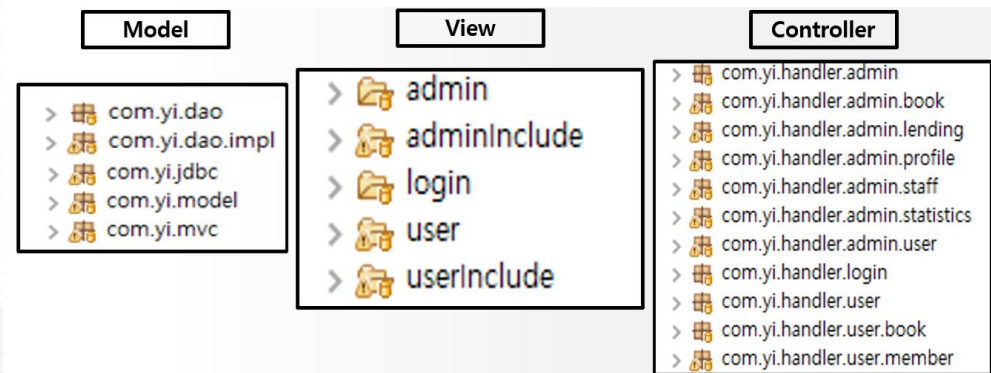 Model
com.yi.dao
com.yi.dao.impl
com.yi.jdbc
com.yi.model
com.yi.mvc
View
admin
adminInclude
login
user
userInclude
Controller
com.yi.handler.admin
com.yi.handler.admin.book
com.yi.handler.admin.lending
com.yi.handler.admin.profile
com.yi.handler.admin.staff
com.yi.handler.admin.statistics
com.yi.handler.admin.user
com.yi.handler.login
com.yi.handler.user
com.yi.handler.user.book
com.yi.handler.user.member